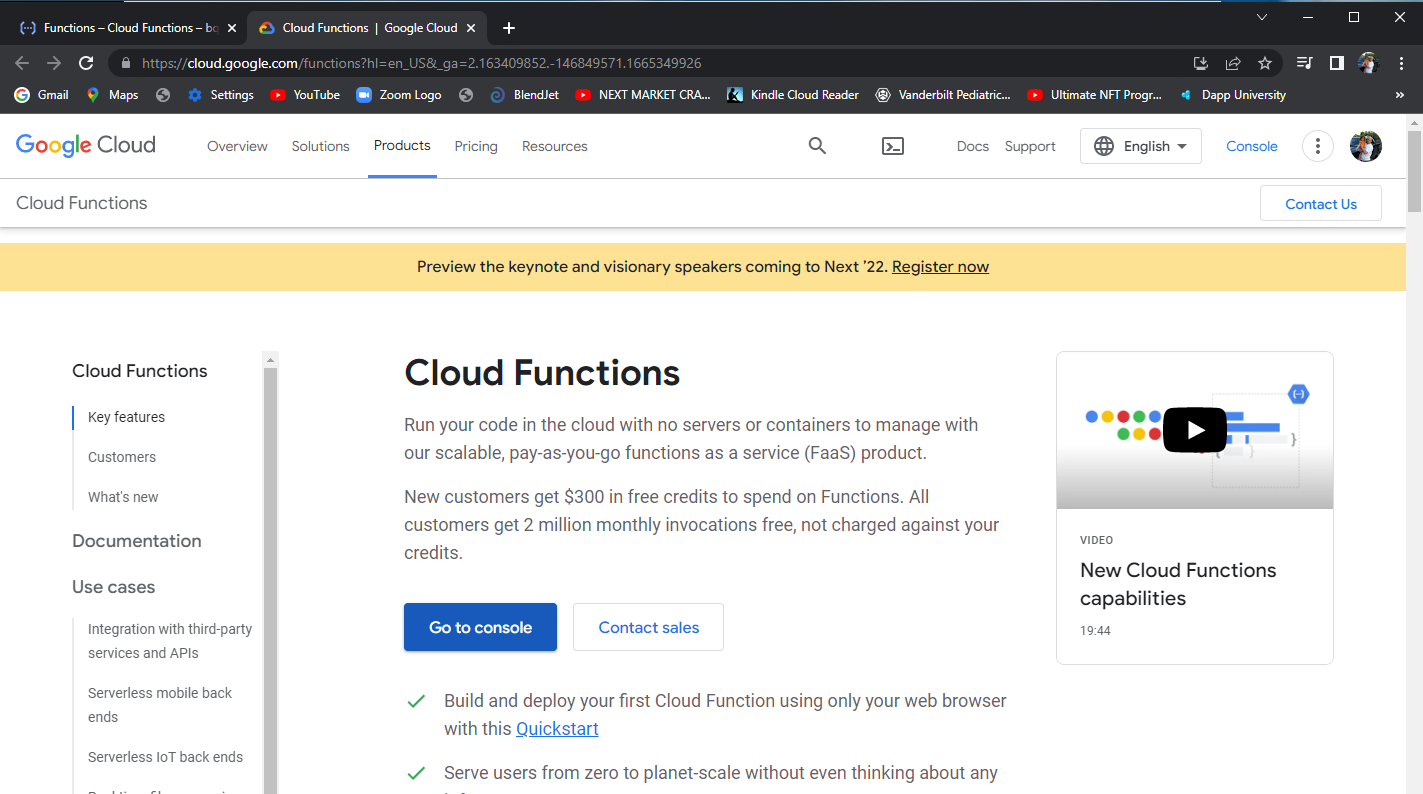 Functions – Cloud Functions – bq
Cloud Functions | Google Cloud
https://cloud.google.com/functions?hl=en_US&_ga=2.163409852.-146849571.1665349926
Gmail Maps Settings YouTube Zoom Logo BlendJet NEXT MARKET CRA... Kindle Cloud Reader Vanderbilt Pediatric... Ultimate NFT Progr... Dapp University »
Google Cloud Overview Solutions Products Pricing Resources Docs Support English Console
Cloud Functions Contact Us
Preview the keynote and visionary speakers coming to Next ’22. Register now
Cloud Functions
Key features
Customers
What's new
Documentation
Use cases
Integration with third-party
services and APIs
Serverless mobile back
ends
Serverless IoT back ends
Cloud Functions
Run your code in the cloud with no servers or containers to manage with
our scalable, pay-as-you-go functions as a service (FaaS) product.
New customers get $300 in free credits to spend on Functions. All
customers get 2 million monthly invocations free, not charged against your
credits.
Go to console Contact sales
Build and deploy your first Cloud Function using only your web browser
with this Quickstart
Serve users from zero to planet-scale without even thinking about any
VIDEO
New Cloud Functions
capabilities
19:44